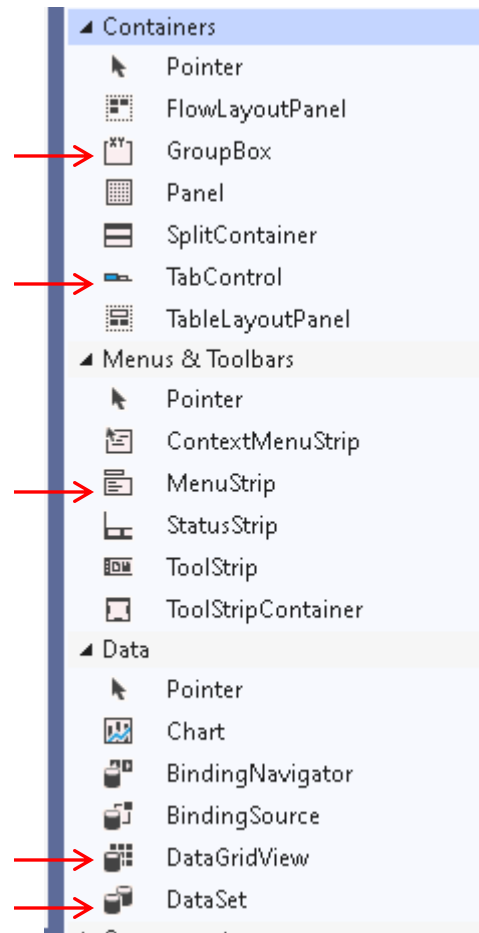 Containers
Pointer
FlowLayoutPanel
XY
GroupBox
Panel
SplitContainer
TabControl
TableLayoutPanel
Menus & Toolbars
Pointer
ContextMenuStrip
MenuStrip
StatusStrip
ToolStrip
ToolStripContainer
Data
Pointer
Chart
BindingNavigator
BindingSource
DataGridView
DataSet